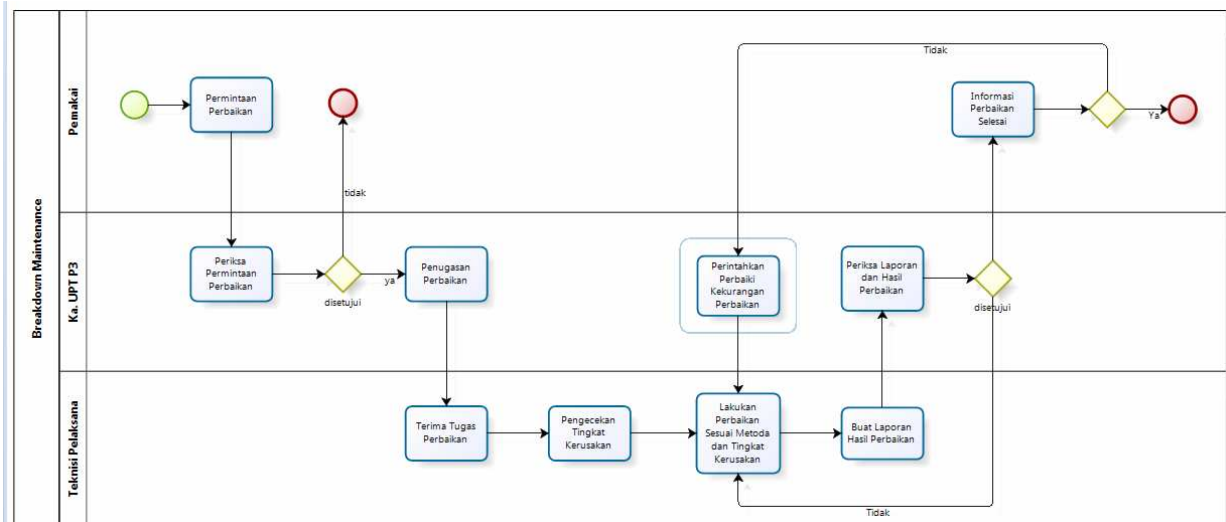 Breakdown Maintenance
Pemakai
Permintaan
Perbaikan
tidak
Tidak
Informasi
Perbaikan
Selesai
Ya
Ka. UPT P3
Periksa
Permintaan
Perbaikan
disetujui
ya
Penugasan
Perbaikan
Perintahkan
Perbaiki
Kekurangan
Perbaikan
Periksa Laporan
dan Hasil
Perbaikan
disetujui
Teknisi Pelaksana
Terima Tugas
Perbaikan
Pengecekan
Tingkat
Kerusakan
Lakukan
Perbaikan
Sesuai Metoda
dan Tingkat
Kerusakan
Buat Laporan
Hasil Perbaikan
Tidak